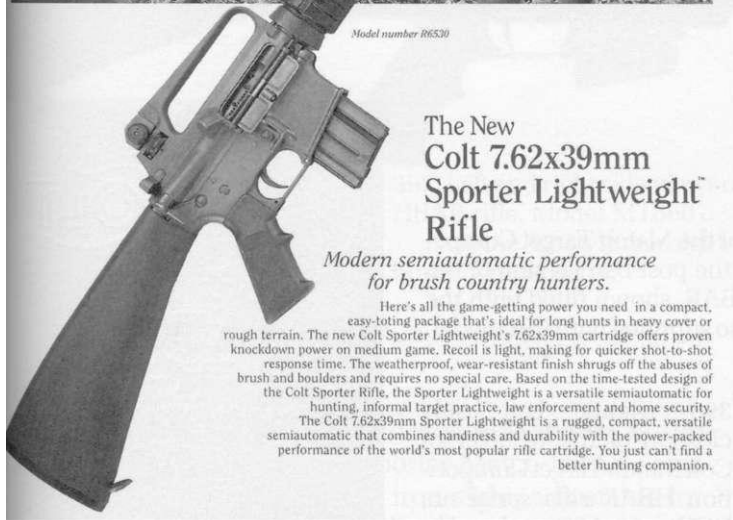 Model number R6530
The New
Colt 7.62x39mm
Sporter Lightweight™
Rifle
Modern semiautomatic performance
for brush country hunters.
Here's all the game-getting power you need in a compact,
easy-toting package that's ideal for long hunts in heavy cover or
rough terrain. The new Colt Sporter Lightweight's 7.62x39mm cartridge offers proven
knockdown power on medium game. Recoil is light, making for quicker shot-to-shot
response time. The weatherproof, wear-resistant finish shrugs off the abuses of
brush and boulders and requires no special care. Based on the time-tested design of
the Colt Sporter Rifle, the Sporter Lightweight is a versatile semiautomatic for
hunting, informal target practice, law enforcement and home security.
The Colt 7.62x39mm Sporter Lightweight is a rugged, compact, versatile
semiautomatic that combines handiness and durability with the power-packed
performance of the world's most popular rifle cartridge. You just can't find a
better hunting companion.